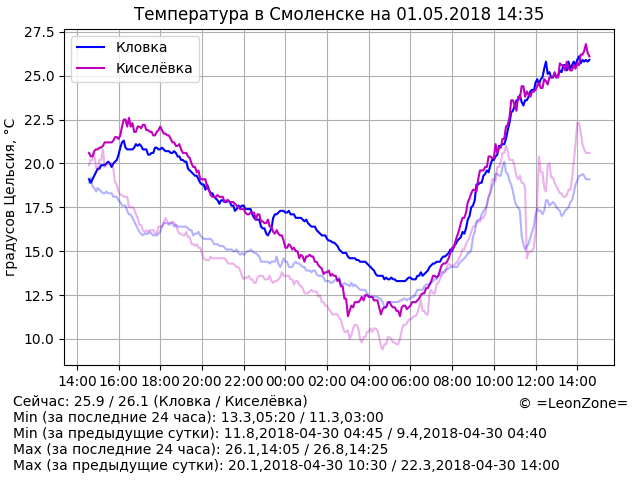 Температура в Смоленске на 01.05.2018 14:35
градусов Цельсия, °C
27.5
25.0
22.5
20.0
17.5
15.0
12.5
10.0
Кловка
Киселёвка
14:00 16:00 18:00 20:00 22:00 00:00 02:00 04:00 06:00 08:00 10:00 12:00 14:00
Сейчас: 25.9 / 26.1 (Кловка / Киселёвка)
© =LeonZone=
Min (за последние 24 часа): 13.3,05:20 / 11.3,03:00
Min (за предыдущие сутки): 11.8,2018-04-30 04:45 / 9.4,2018-04-30 04:40
Max (за последние 24 часа): 26.1,14:05 / 26.8,14:25
Max (за предыдущие сутки): 20.1,2018-04-30 10:30 / 22.3,2018-04-30 14:00